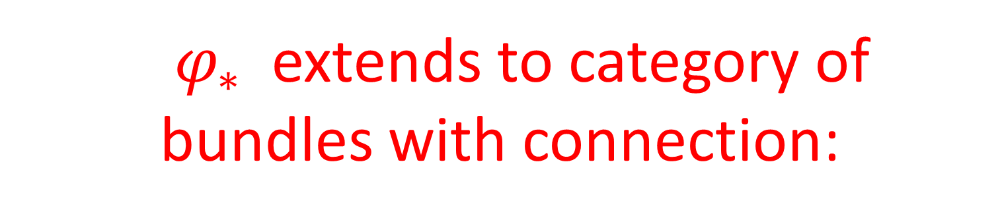 φ* extends to category of
bundles with connection: